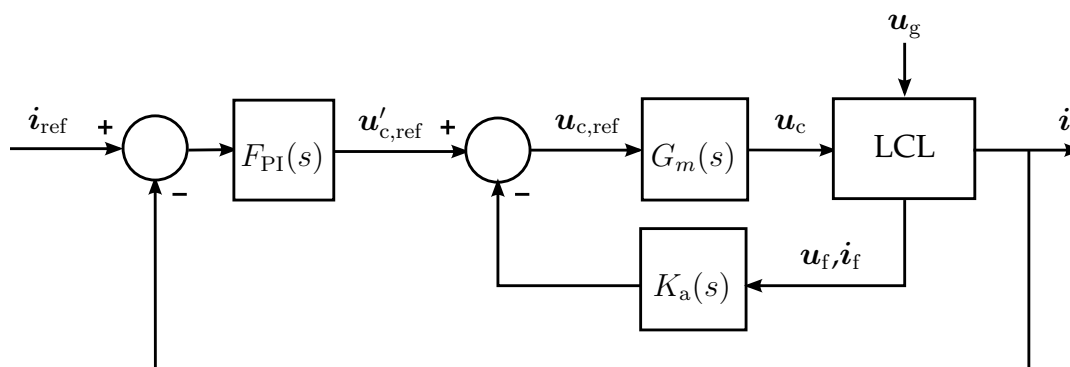 u_g
i_ref
+
−
F_PI(s)
u'_c,ref
+
−
u_c,ref
G_m(s)
u_c
LCL
i
u_f,i_f
K_a(s)